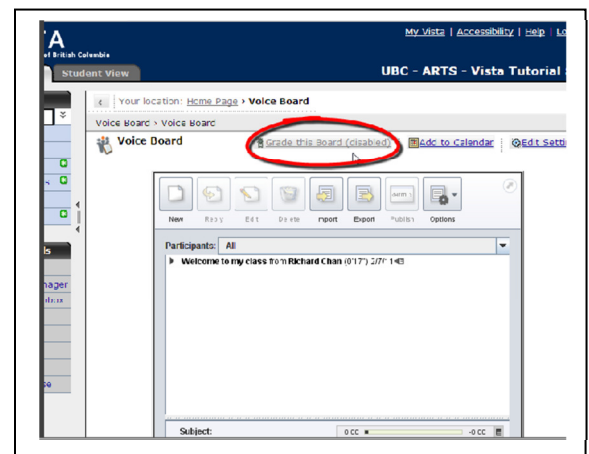 My Vista | Accessibility | Help | Lo
A
of British Columbia
Student View
UBC - ARTS - Vista Tutorial
Your location: Home Page › Voice Board
Voice Board › Voice Board
Voice Board
Grade this Board (disabled)
Add to Calendar
Edit Setti
New
Reply
Edit
Delete
Import
Export
Publish
Options
Participants: All
Welcome to my class from Richard Chan
Subject: